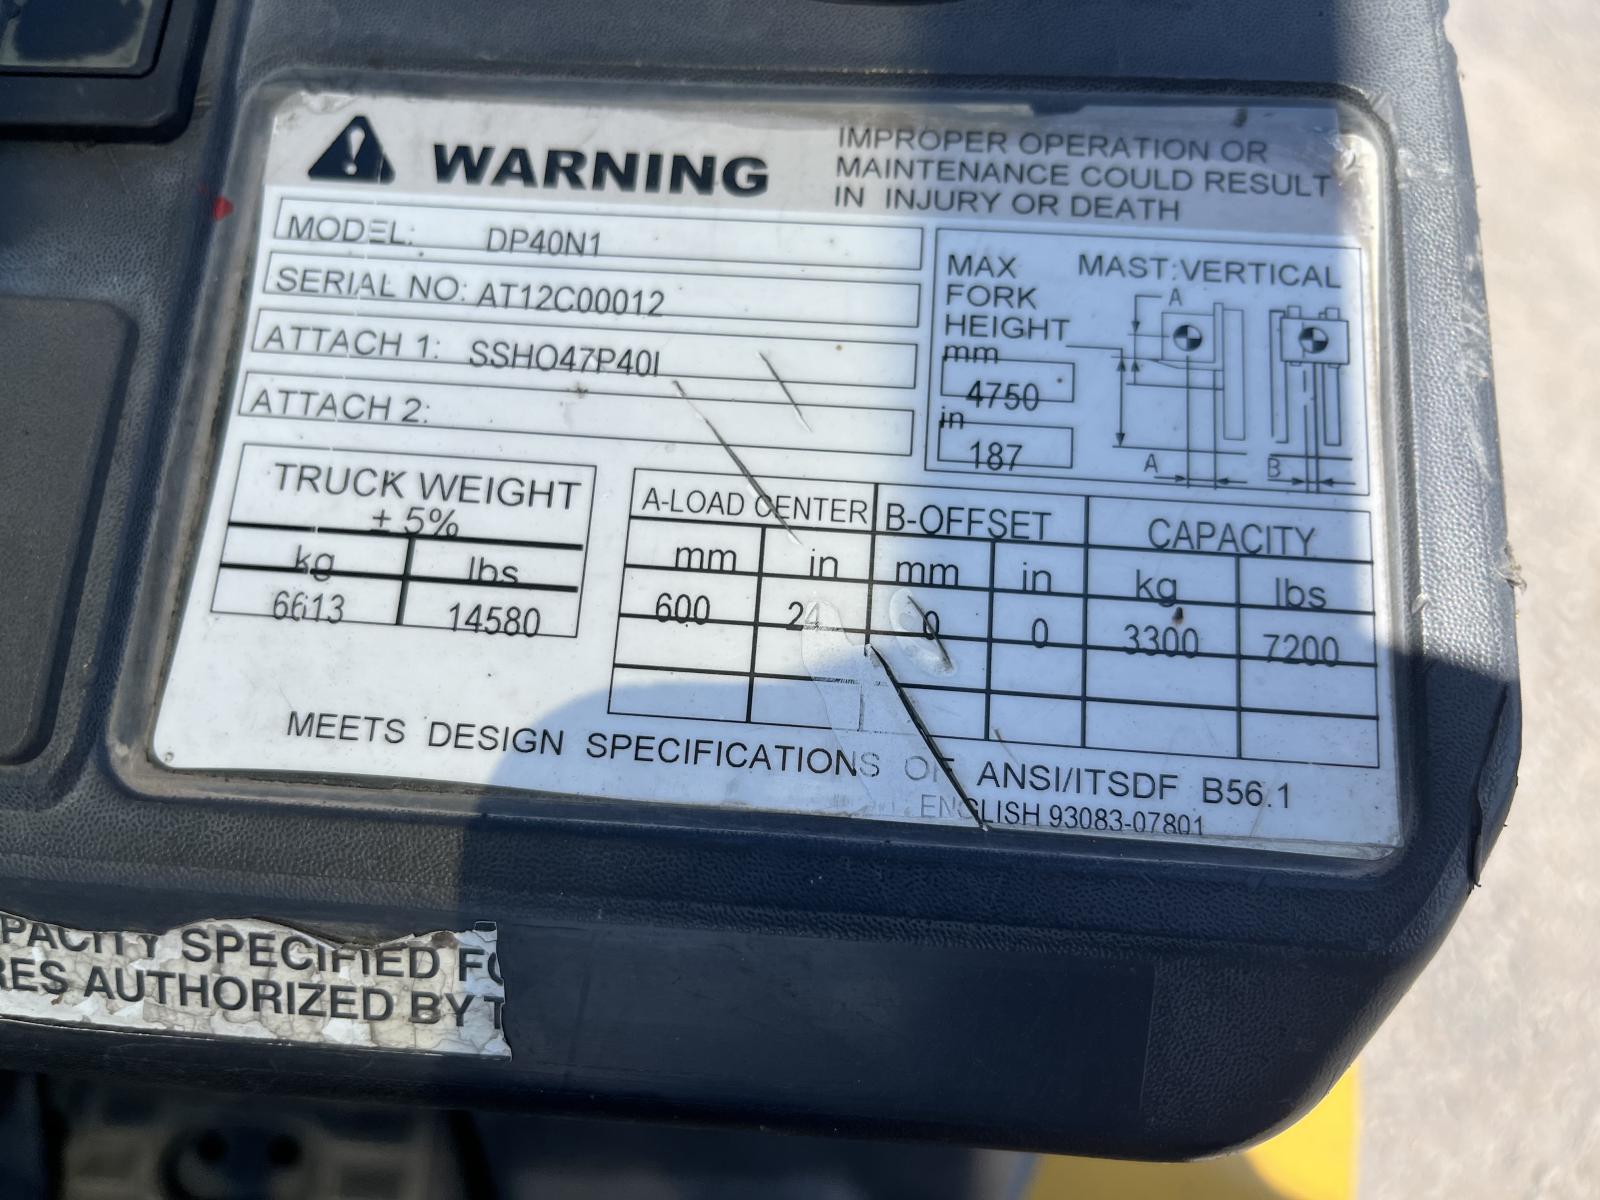 WARNING
IMPROPER OPERATION OR
MAINTENANCE COULD RESULT
IN INJURY OR DEATH
MODEL: DP40N1
SERIAL NO: AT12C00012
ATTACH 1: SSHO47P40I
ATTACH 2:
MAX MAST:VERTICAL
FORK
HEIGHT
mm
4750
in
187
A
A B
TRUCK WEIGHT
± 5%
kg lbs
6613 14580
A-LOAD CENTER B-OFFSET CAPACITY
mm in mm in kg lbs
600 24 0 0 3300 7200
MEETS DESIGN SPECIFICATIONS OF ANSI/ITSDF B56.1
ENGLISH 93083-07801
PACITY SPECIFIED FO
RES AUTHORIZED BY T